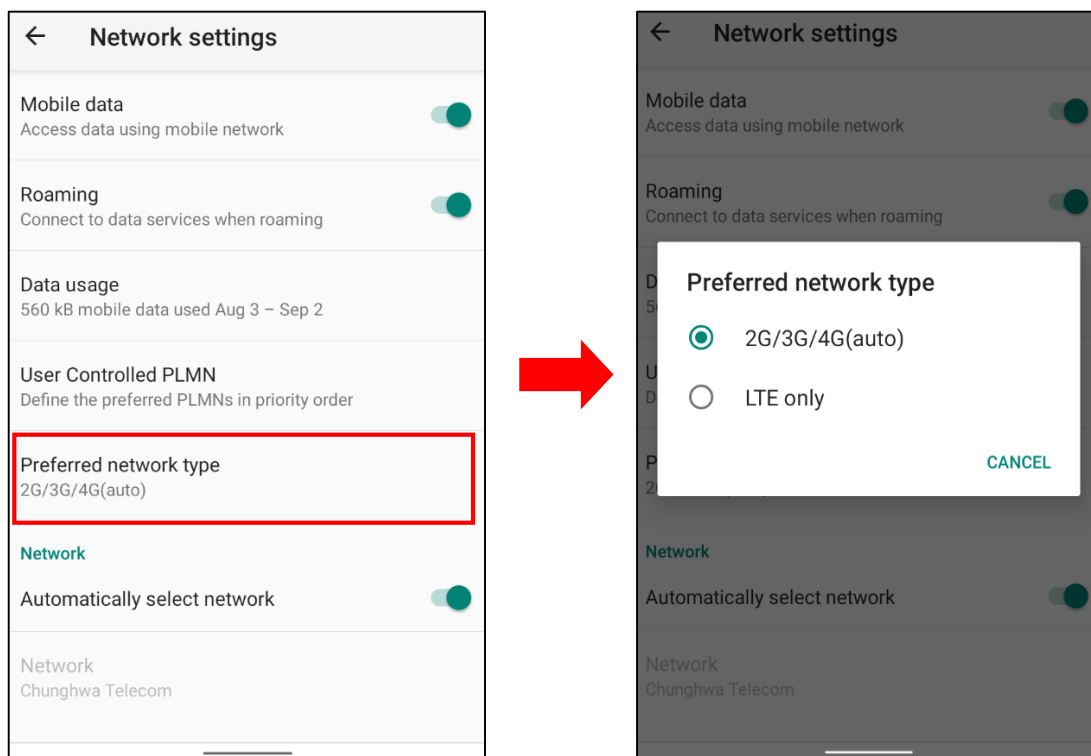 Network settings
Mobile data
Access data using mobile network
Roaming
Connect to data services when roaming
Data usage
560 kB mobile data used Aug 3 – Sep 2
User Controlled PLMN
Define the preferred PLMNs in priority order
Preferred network type
2G/3G/4G(auto)
Network
Automatically select network
Network
Chunghwa Telecom
Network settings
Mobile data
Access data using mobile network
Roaming
Connect to data services when roaming
D
5
U
D
P
2
Preferred network type
2G/3G/4G(auto)
LTE only
CANCEL
Network
Automatically select network
Network
Chunghwa Telecom